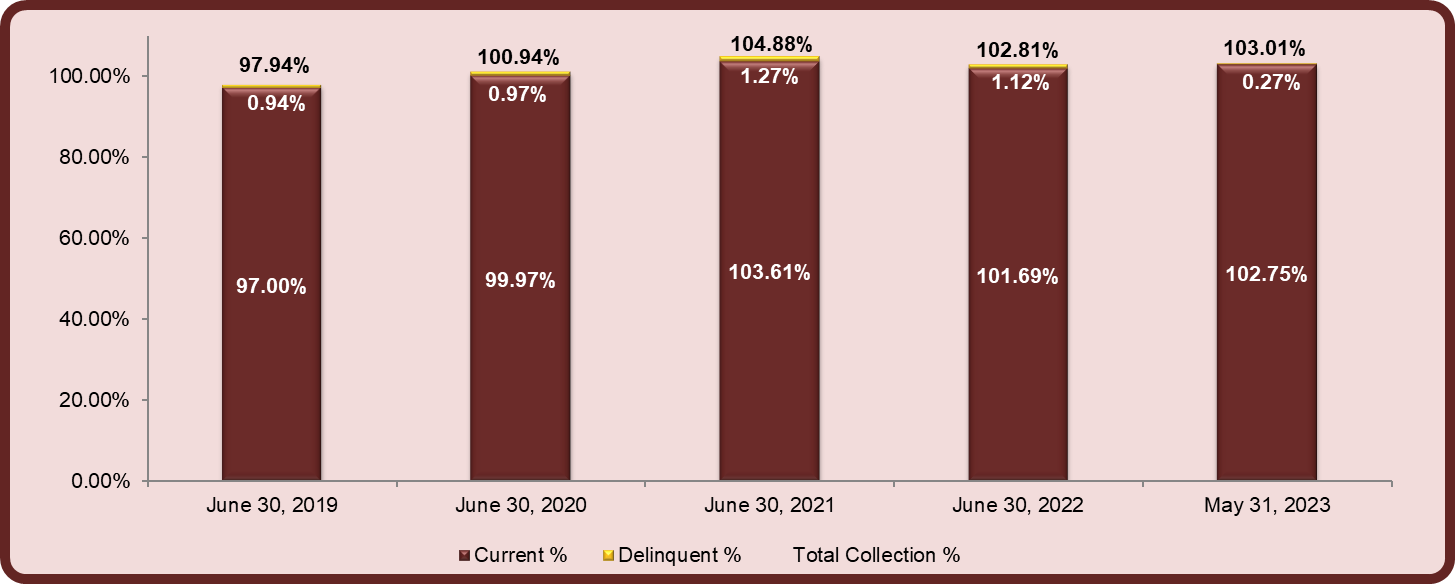 97.94% 100.94% 104.88% 102.81% 103.01%
100.00%
0.94% 0.97% 1.27% 1.12% 0.27%
80.00%
60.00%
97.00% 99.97% 103.61% 101.69% 102.75%
40.00%
20.00%
0.00%
June 30, 2019 June 30, 2020 June 30, 2021 June 30, 2022 May 31, 2023
Current % Delinquent % Total Collection %